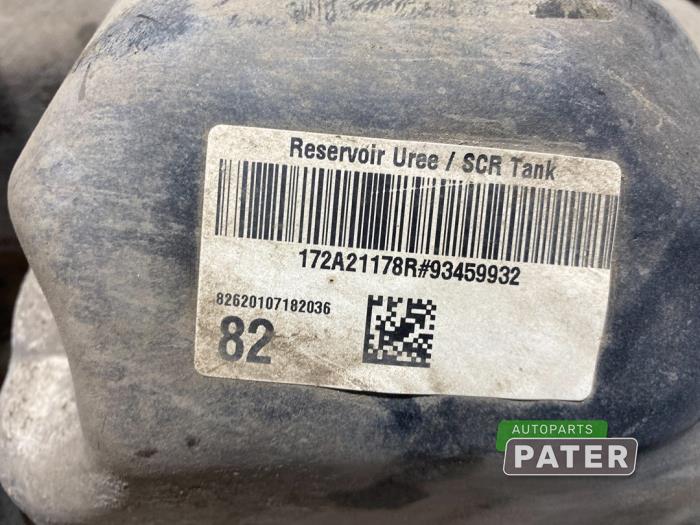 Reservoir Uree / SCR Tank
172A21178R#93459932
82620107182036
82
AUTOPARTS
PATER